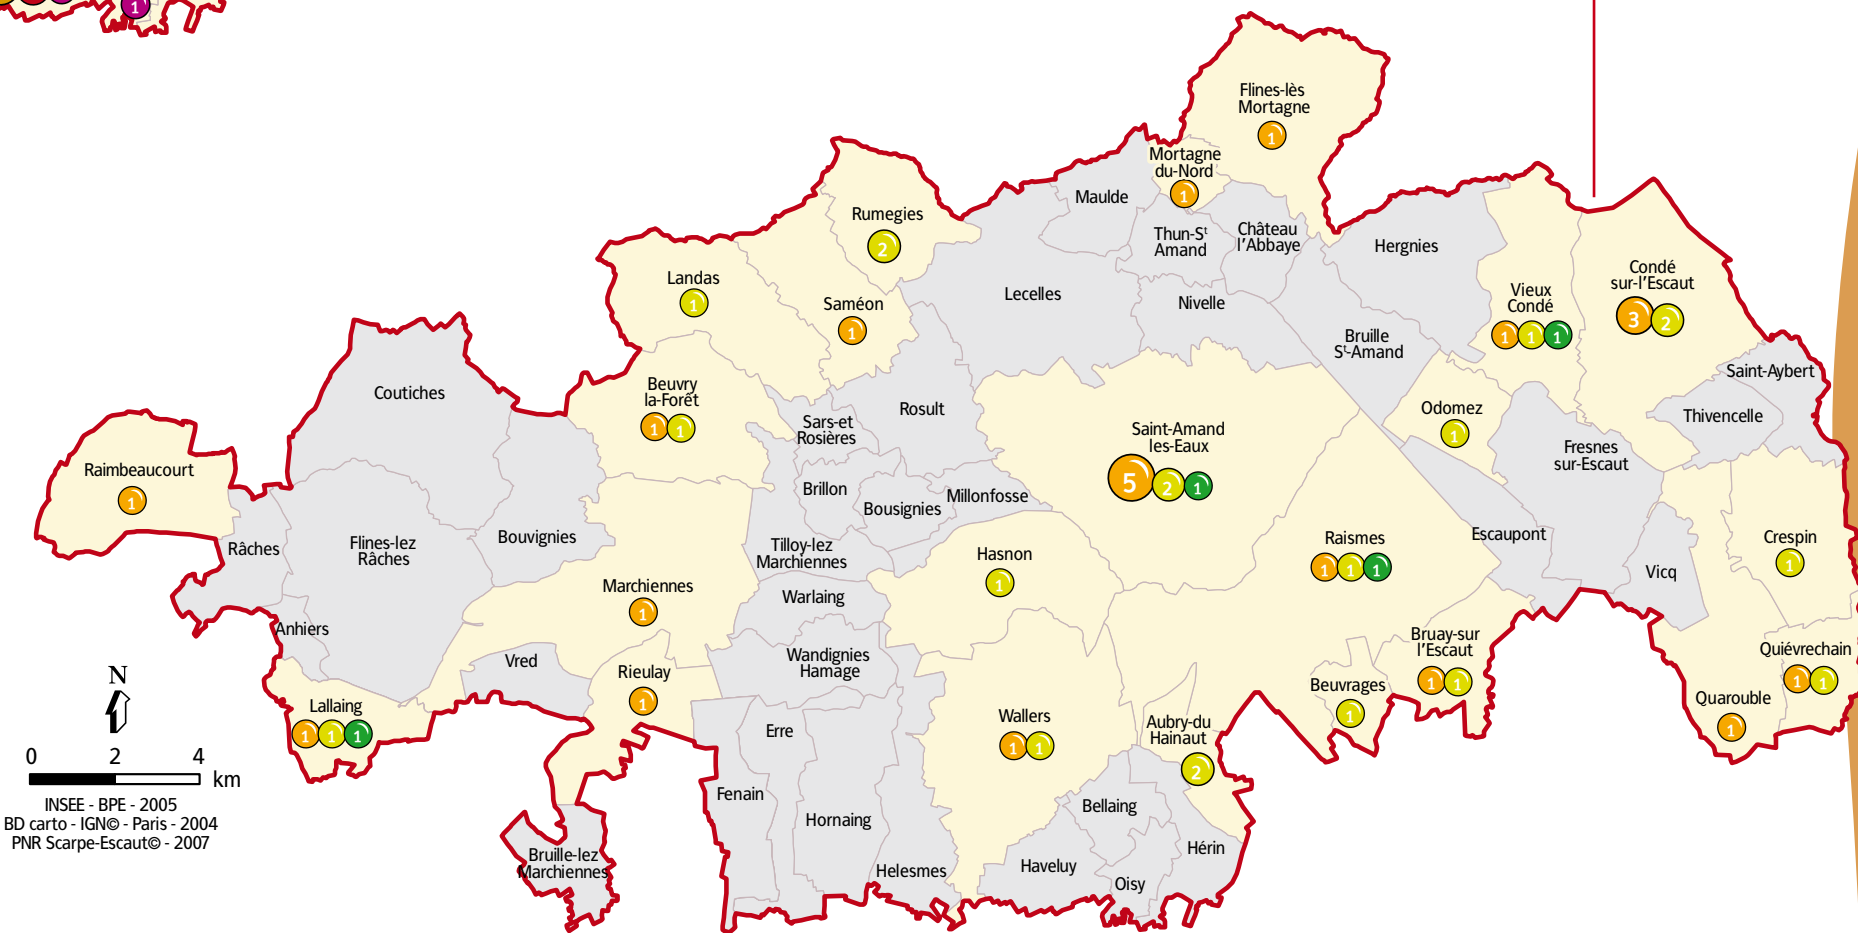 1
Flines-lès
Mortagne
1
Mortagne
du-Nord
1
Maulde
Thun-Sᵗ
Amand
Château
l'Abbaye
Hergnies
Rumegies
2
Landas
1
Saméon
1
Lecelles
Nivelle
Bruille
Sᵗ-Amand
Vieux
Condé
1 1 1
Condé
sur-l'Escaut
3 2
Saint-Aybert
Thivencelle
Coutiches
Beuvry
la-Forêt
1 1
Sars-et
Rosières
Rosult
Saint-Amand
les-Eaux
5 2 1
Odomez
1
Fresnes
sur-Escaut
Raimbeaucourt
1
Râches
Flines-lez
Râches
Bouvignies
Brillon
Bousignies
Millonfosse
Tilloy-lez
Marchiennes
Hasnon
1
Raismes
1 1 1
Escaupont
Vicq
Crespin
1
Anhiers
Marchiennes
1
Warlaing
Vred
Rieulay
1
Wandignies
Hamage
Bruay-sur
l'Escaut
1 1
Quiévrechain
1 1
Beuvrages
1
Quarouble
1
Lallaing
1 1 1
Erre
Wallers
1 1
Aubry-du
Hainaut
2
Fenain
Hornaing
Bellaing
Hérin
Bruille-lez
Marchiennes
Helesmes
Haveluy
Oisy
N
0 2 4
km
INSEE - BPE - 2005
BD carto - IGN© - Paris - 2004
PNR Scarpe-Escaut© - 2007